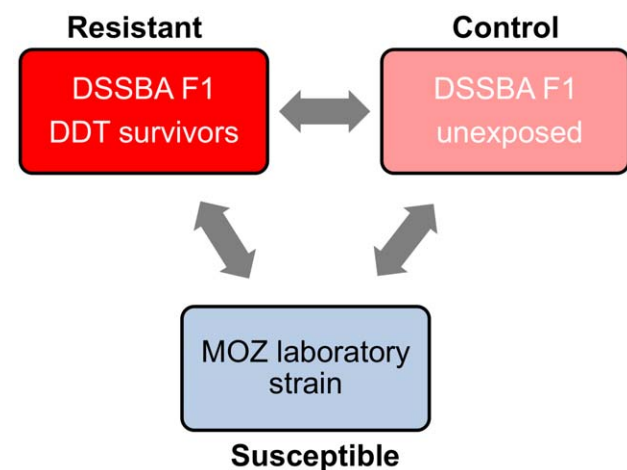 Resistant
Control
DSSBA F1
DDT survivors
DSSBA F1
unexposed
MOZ laboratory
strain
Susceptible